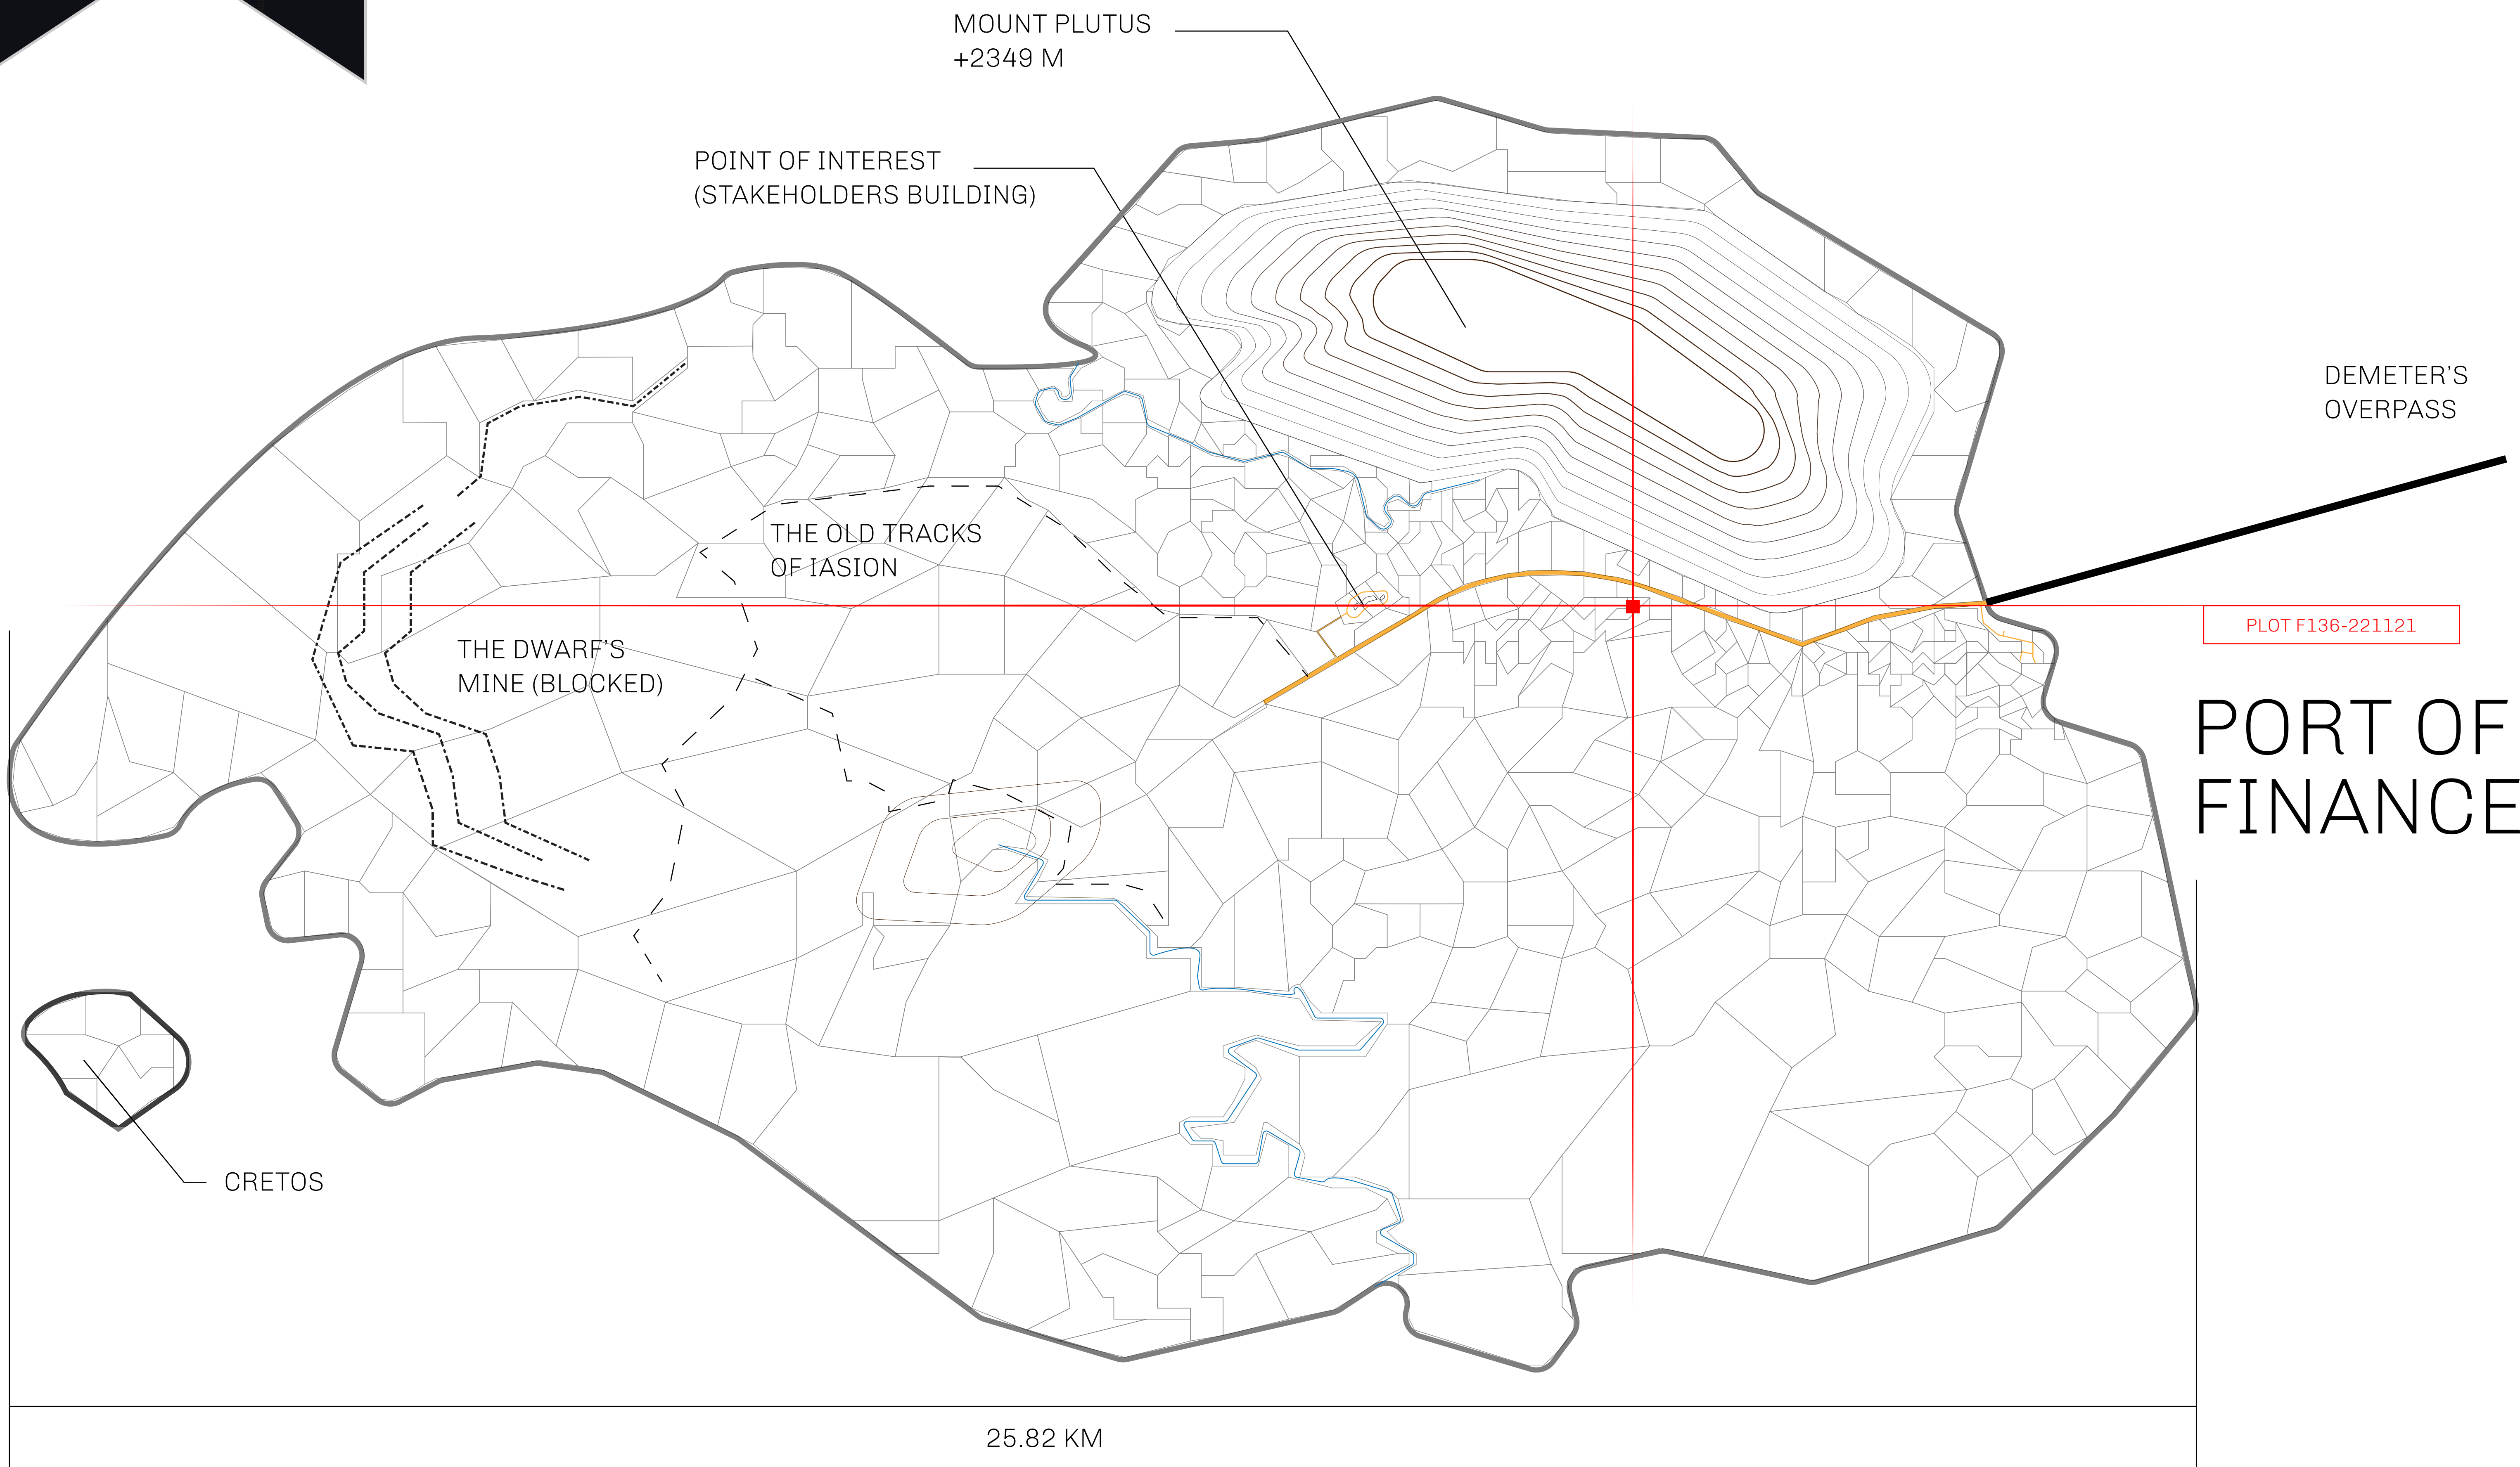 MOUNT PLUTUS
+2349 M
POINT OF INTEREST
(STAKEHOLDERS BUILDING)
DEMETER'S
OVERPASS
THE OLD TRACKS
OF IASION
PLOT F136-221121
THE DWARF'S
MINE (BLOCKED)
PORT OF
FINANCE
CRETOS
25.82 KM